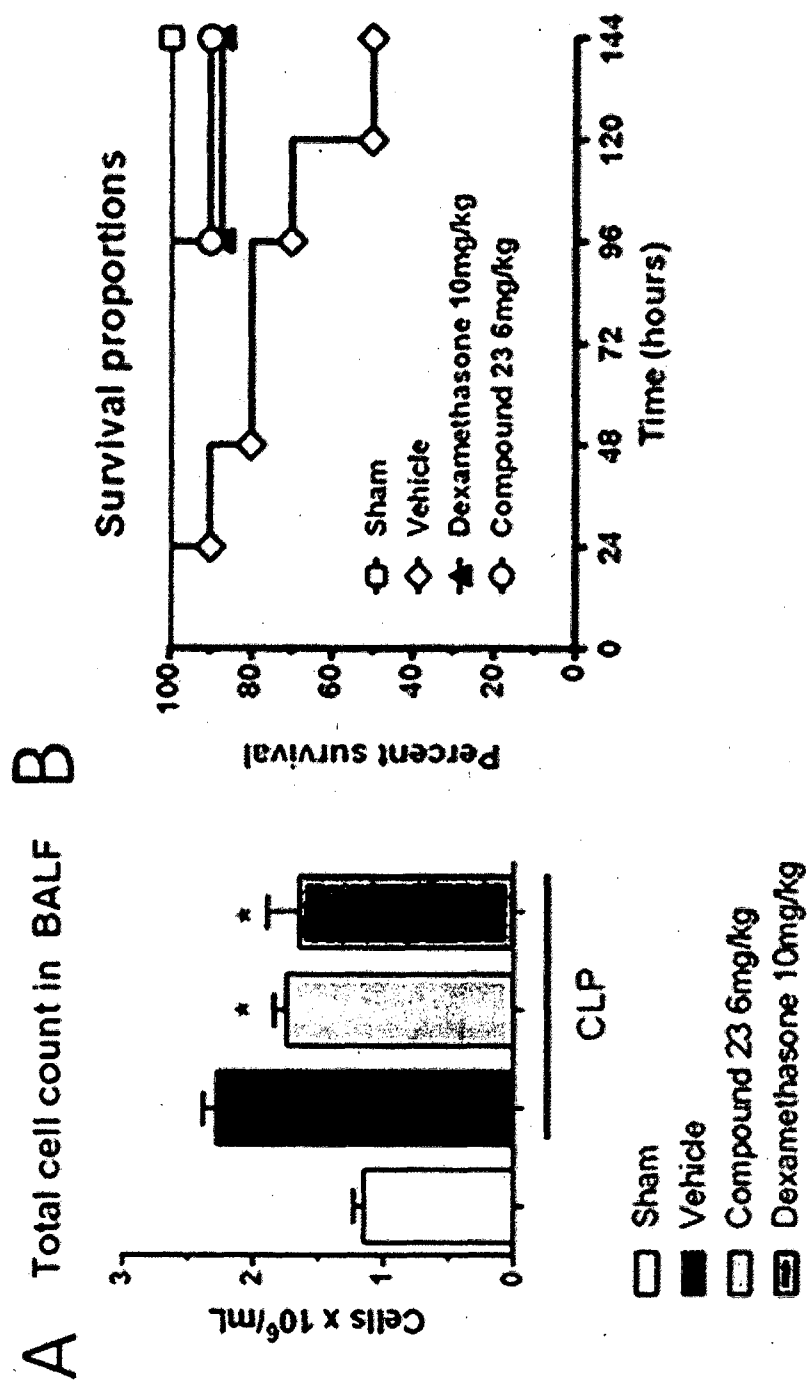 A
Total cell count in BALF
Cells x 10⁶/mL
3
2
1
0
*
*
CLP
Sham
Vehicle
Compound 23 6mg/kg
Dexamethasone 10mg/kg
B
Survival proportions
Percent survival
100
80
60
40
20
0
Sham
Vehicle
Dexamethasone 10mg/kg
Compound 23 6mg/kg
0 24 48 72 96 120 144
Time (hours)